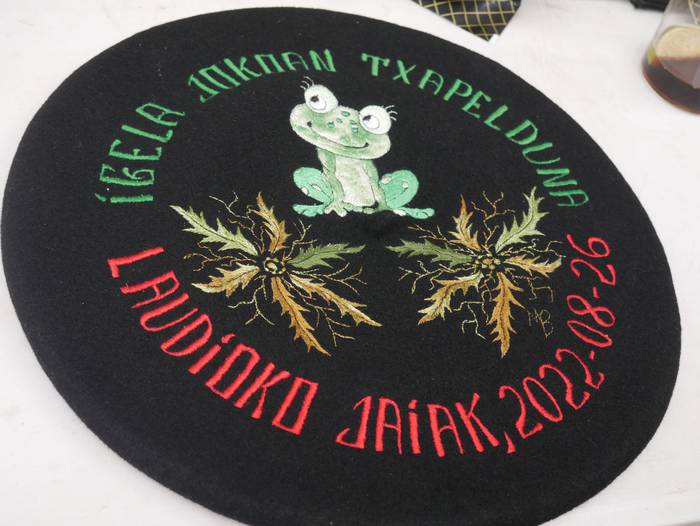 iGELA JOKOAN TXAPELDUNA
LAUDiOKO JAiAK, 2022-08-26